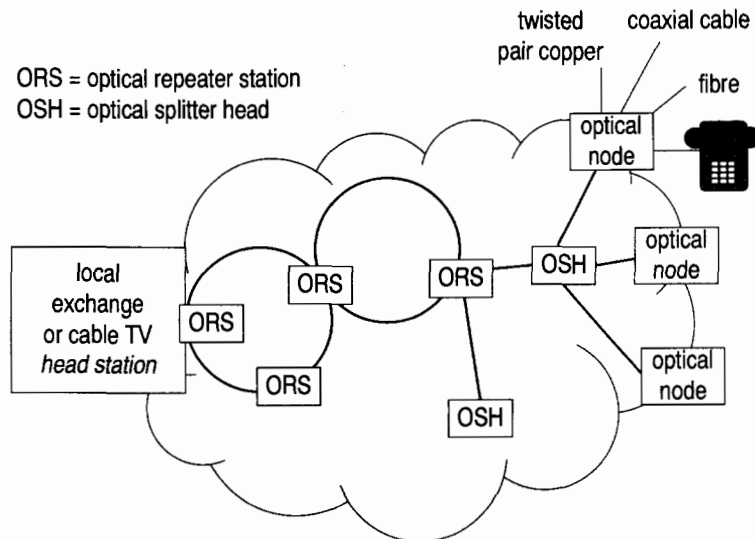 twisted
pair copper
coaxial cable
ORS = optical repeater station
OSH = optical splitter head
fibre
optical
node
local
exchange
or cable TV
head station
ORS
ORS
ORS
ORS
OSH
optical
node
OSH
optical
node